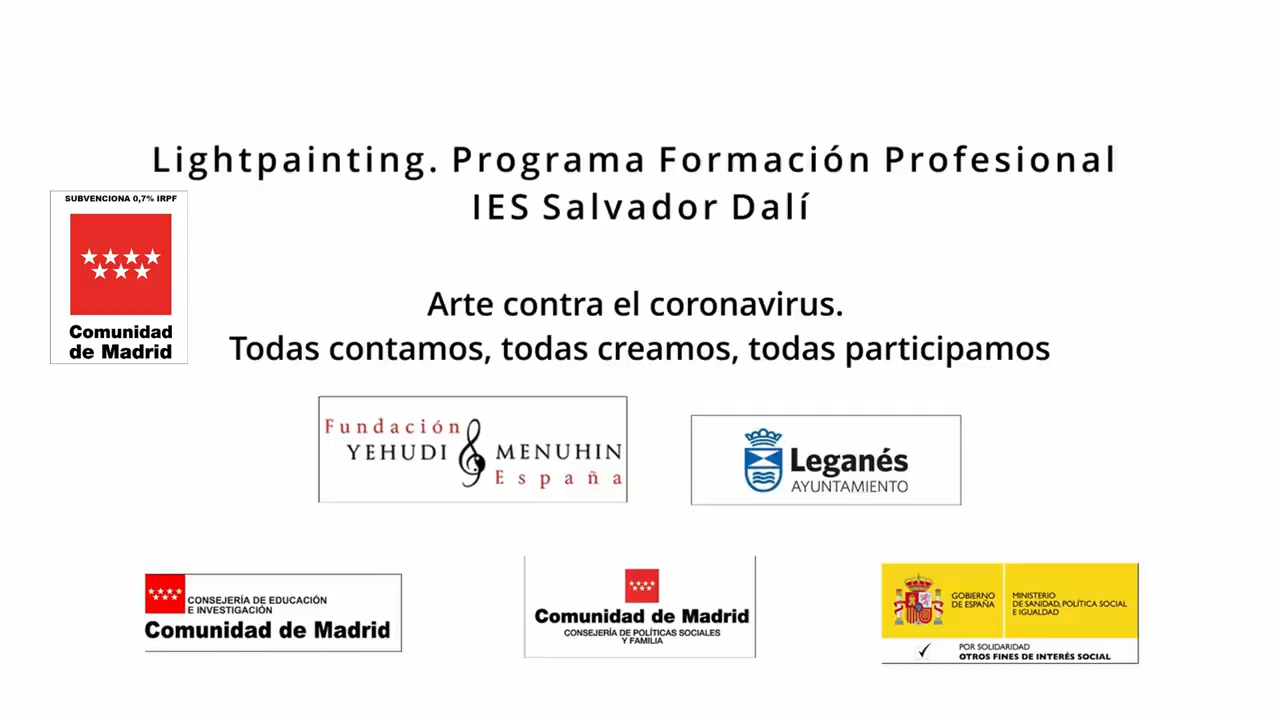 Lightpainting. Programa Formación Profesional
IES Salvador Dalí
SUBVENCIONA 0,7% IRPF
Comunidad
de Madrid
Arte contra el coronavirus.
Todas contamos, todas creamos, todas participamos
Fundación
YEHUDI MENUHIN
España
Leganés
AYUNTAMIENTO
CONSEJERÍA DE EDUCACIÓN
E INVESTIGACIÓN
Comunidad de Madrid
Comunidad de Madrid
CONSEJERÍA DE POLÍTICAS SOCIALES
Y FAMILIA
GOBIERNO
DE ESPAÑA
MINISTERIO
DE SANIDAD, POLÍTICA SOCIAL
E IGUALDAD
POR SOLIDARIDAD
OTROS FINES DE INTERÉS SOCIAL